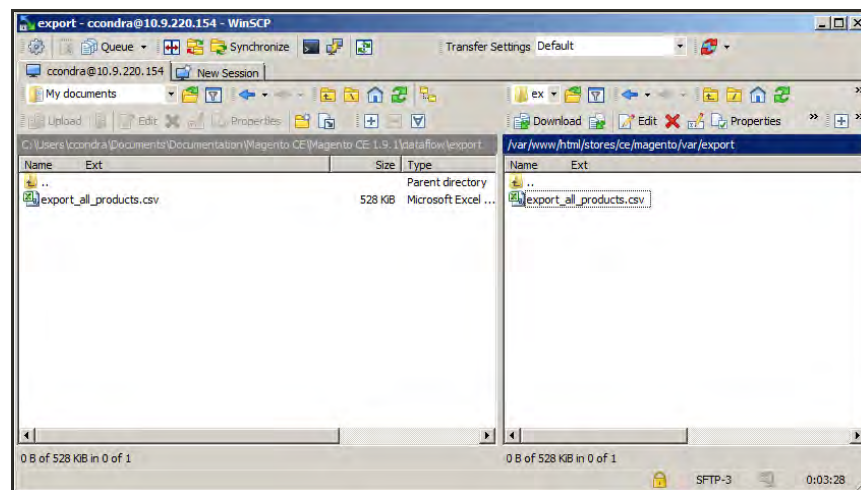 export - ccondra@10.9.220.154 - WinSCP
Queue Synchronize Transfer Settings Default
ccondra@10.9.220.154 New Session
My documents ex
Upload Edit Properties Download Edit Properties »
C:\Users\ccondra\Documents\Documentation\Magento CE\Magento CE 1.9.1\dataflow\export /var/www/html/stores/ce/magento/var/export
Name Ext Size Type Name Ext
.. Parent directory ..
export_all_products.csv 528 KiB Microsoft Excel ... export_all_products.csv
0 B of 528 KiB in 0 of 1 0 B of 528 KiB in 0 of 1
SFTP-3 0:03:28